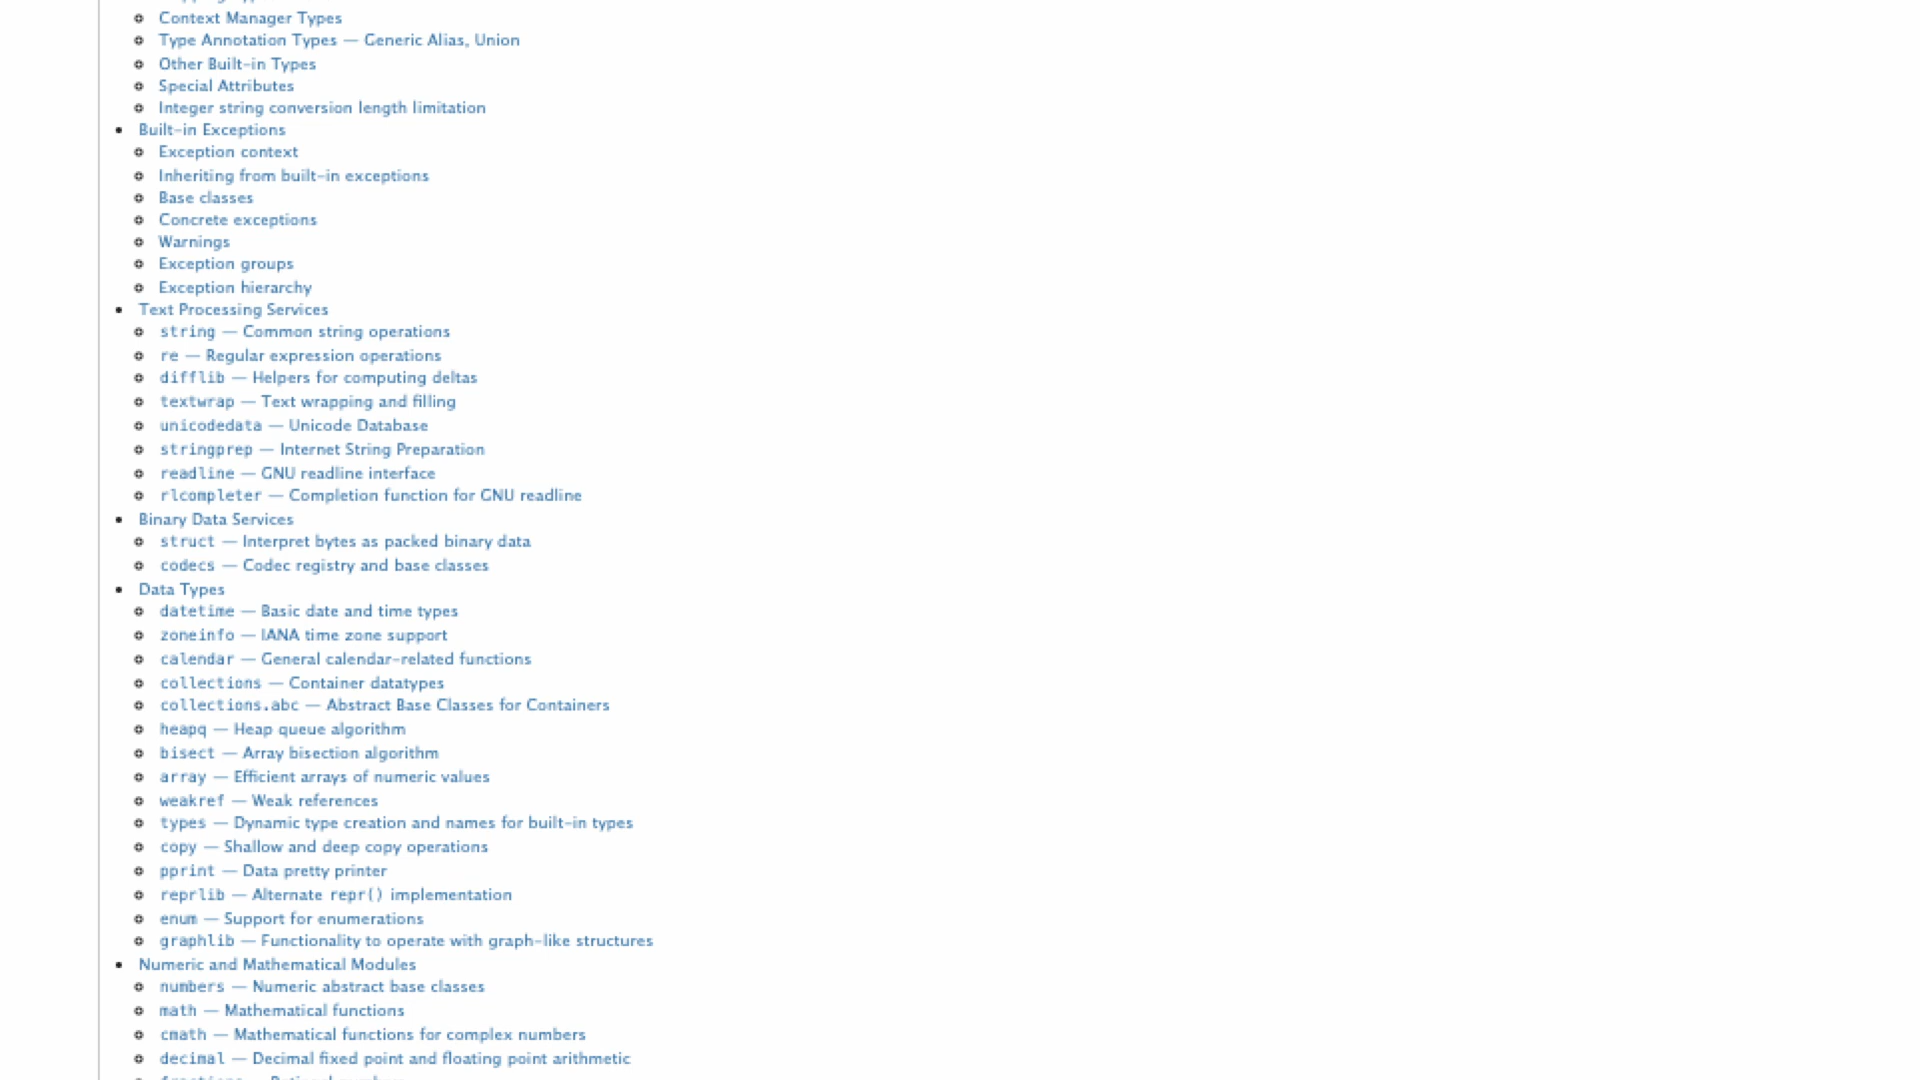 Context Manager Types
Type Annotation Types — Generic Alias, Union
Other Built-in Types
Special Attributes
Integer string conversion length limitation
Built-in Exceptions
Exception context
Inheriting from built-in exceptions
Base classes
Concrete exceptions
Warnings
Exception groups
Exception hierarchy
Text Processing Services
string — Common string operations
re — Regular expression operations
difflib — Helpers for computing deltas
textwrap — Text wrapping and filling
unicodedata — Unicode Database
stringprep — Internet String Preparation
readline — GNU readline interface
rlcompleter — Completion function for GNU readline
Binary Data Services
struct — Interpret bytes as packed binary data
codecs — Codec registry and base classes
Data Types
datetime — Basic date and time types
zoneinfo — IANA time zone support
calendar — General calendar-related functions
collections — Container datatypes
collections.abc — Abstract Base Classes for Containers
heapq — Heap queue algorithm
bisect — Array bisection algorithm
array — Efficient arrays of numeric values
weakref — Weak references
types — Dynamic type creation and names for built-in types
copy — Shallow and deep copy operations
pprint — Data pretty printer
reprlib — Alternate repr() implementation
enum — Support for enumerations
graphlib — Functionality to operate with graph-like structures
Numeric and Mathematical Modules
numbers — Numeric abstract base classes
math — Mathematical functions
cmath — Mathematical functions for complex numbers
decimal — Decimal fixed point and floating point arithmetic